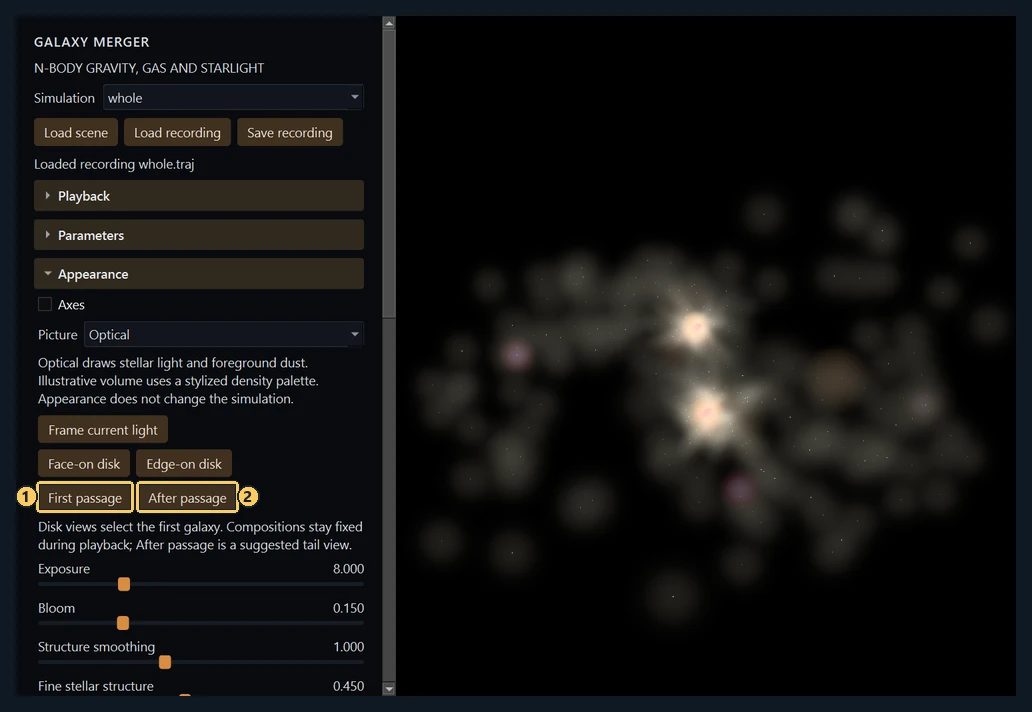 GALAXY MERGER
N-BODY GRAVITY, GAS AND STARLIGHT
Simulation whole
Load scene Load recording Save recording
Loaded recording whole.traj
Playback
Parameters
Appearance
Axes
Picture Optical
Optical draws stellar light and foreground dust.
Illustrative volume uses a stylized density palette.
Appearance does not change the simulation.
Frame current light
Face-on disk Edge-on disk
1 First passage After passage 2
Disk views select the first galaxy. Compositions stay fixed
during playback; After passage is a suggested tail view.
Exposure 8.000
Bloom 0.150
Structure smoothing 1.000
Fine stellar structure 0.450